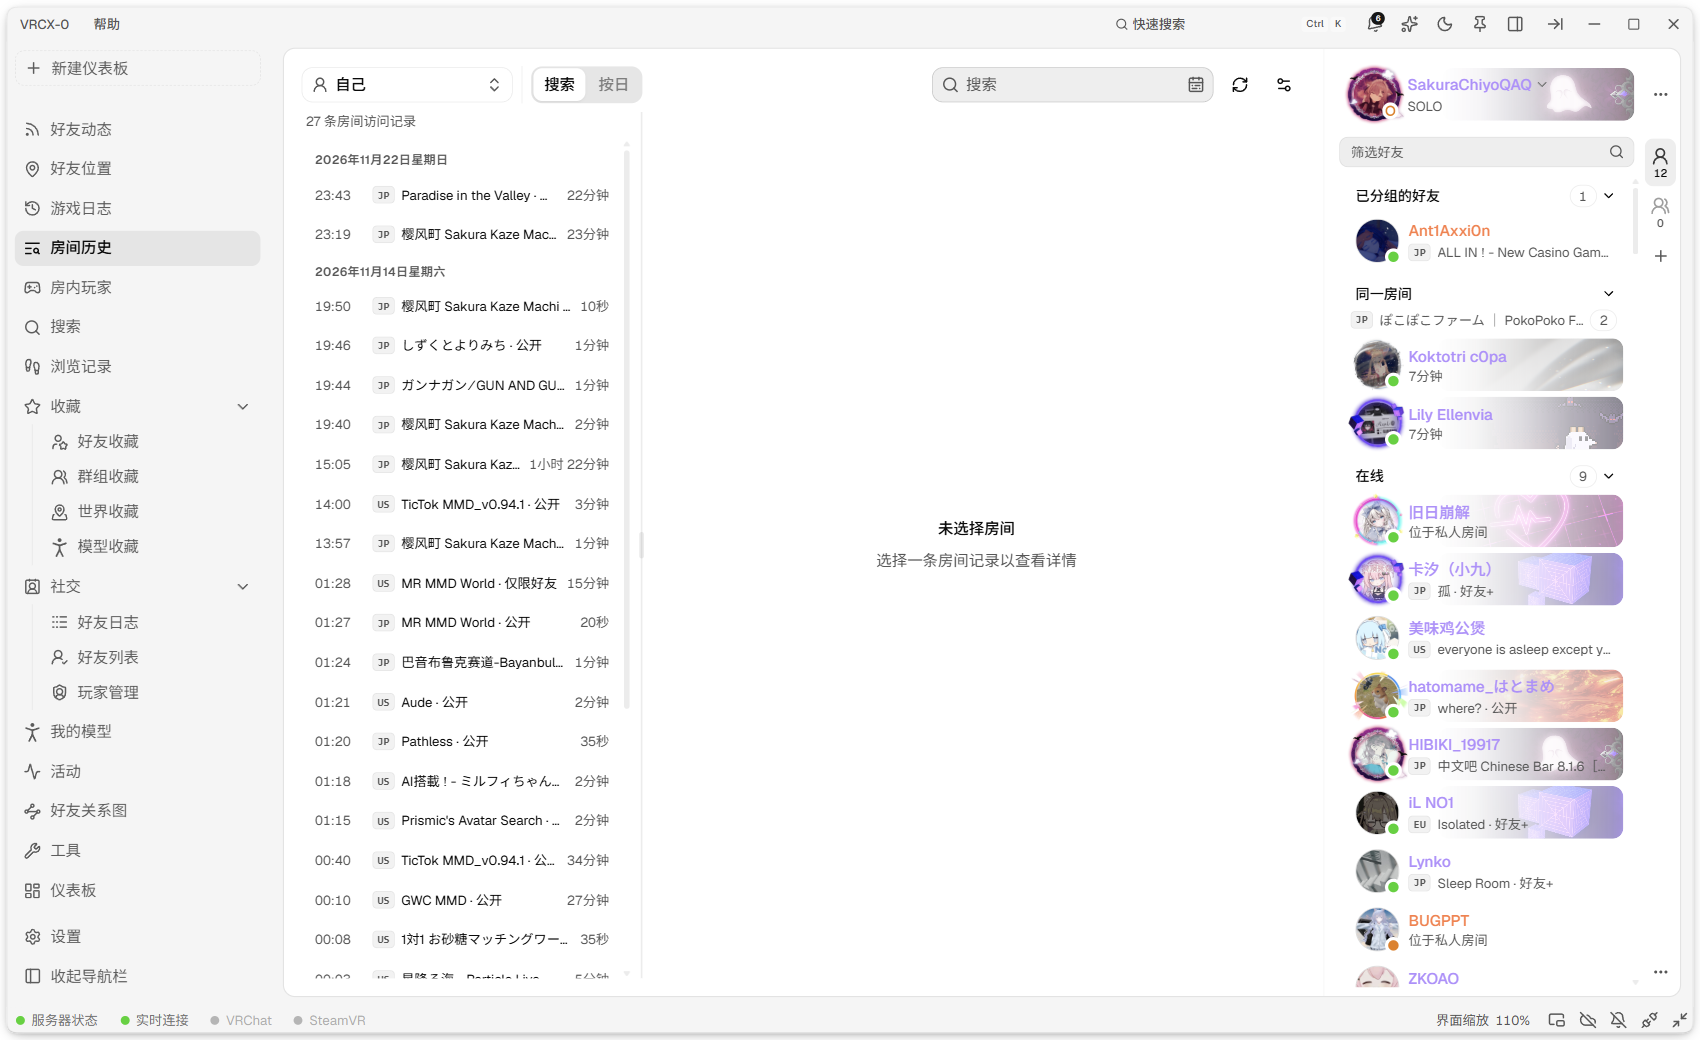 VRCX-0
帮助
快速搜索
Ctrl K
6
新建仪表板
好友动态
好友位置
游戏日志
房间历史
房内玩家
搜索
浏览记录
收藏
好友收藏
群组收藏
世界收藏
模型收藏
社交
好友日志
好友列表
玩家管理
我的模型
活动
好友关系图
工具
仪表板
设置
收起导航栏
自己
搜索 按日
搜索
27 条房间访问记录
2026年11月22日星期日
23:43 JP Paradise in the Valley · ... 22分钟
23:19 JP 樱风町 Sakura Kaze Mac... 23分钟
2026年11月14日星期六
19:50 JP 樱风町 Sakura Kaze Machi ... 10秒
19:46 JP しずくとよりみち · 公开 1分钟
19:44 JP ガンナガン/GUN AND GU... 1分钟
19:40 JP 樱风町 Sakura Kaze Mach... 2分钟
15:05 JP 樱风町 Sakura Kaz... 1小时 22分钟
14:00 US TicTok MMD_v0.94.1 · 公开 3分钟
13:57 JP 樱风町 Sakura Kaze Mach... 1分钟
01:28 US MR MMD World · 仅限好友 15分钟
01:27 JP MR MMD World · 公开 20秒
01:24 JP 巴音布鲁克赛道-Bayanbul... 1分钟
01:21 US Aude · 公开 2分钟
01:20 JP Pathless · 公开 35秒
01:18 US AI搭載！- ミルフィちゃん... 2分钟
01:15 US Prismic's Avatar Search · ... 2分钟
00:40 US TicTok MMD_v0.94.1 · 公... 34分钟
00:10 US GWC MMD · 公开 27分钟
00:08 US 1対1 お砂糖マッチングワー... 35秒
未选择房间
选择一条房间记录以查看详情
SakuraChiyoQAQ
SOLO
筛选好友
12
0
已分组的好友 1
Ant1Axxi0n
JP ALL IN ! - New Casino Gam...
同一房间
JP ぽこぽこファーム | PokoPoko F... 2
Koktotri c0pa
7分钟
Lily Ellenvia
7分钟
在线 9
旧日崩解
位于私人房间
卡汐（小九）
JP 孤 · 好友+
美味鸡公煲
US everyone is asleep except y...
hatomame_はとまめ
JP where? · 公开
HIBIKI_19917
JP 中文吧 Chinese Bar 8.1.6 [...
iL NO1
EU Isolated · 好友+
Lynko
JP Sleep Room · 好友+
BUGPPT
位于私人房间
ZKOAO
服务器状态
实时连接
VRChat
SteamVR
界面缩放 110%